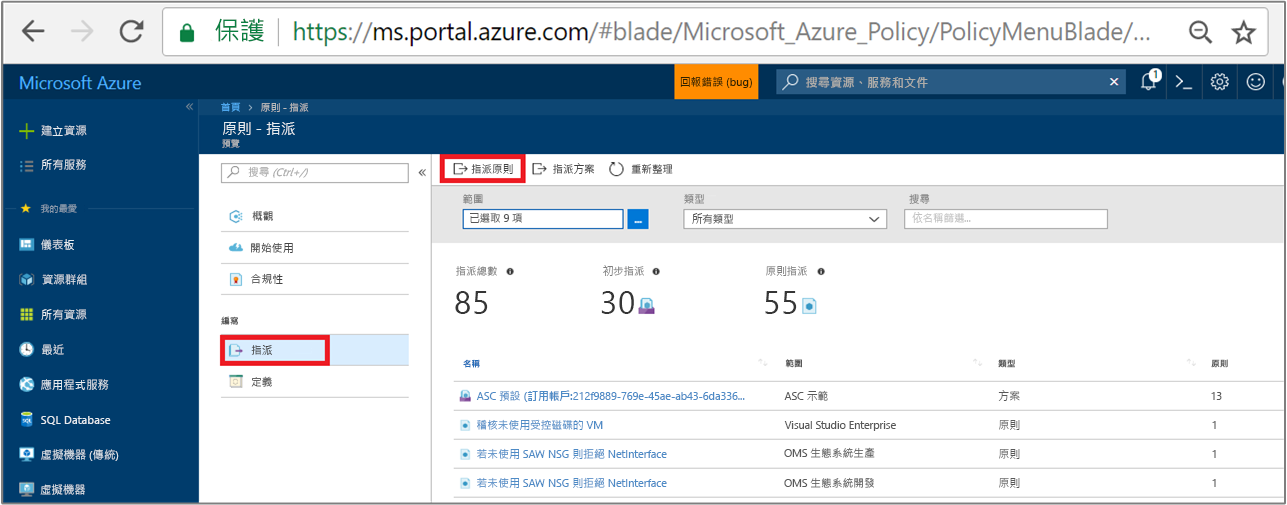 保護 https://ms.portal.azure.com/#blade/Microsoft_Azure_Policy/PolicyMenuBlade/...
Microsoft Azure 回報錯誤 (bug) 搜尋資源、服務和文件 1
首頁 > 原則 - 指派
原則 - 指派
預覽
建立資源
所有服務
我的最愛
儀表板
資源群組
所有資源
最近
應用程式服務
SQL Database
虛擬機器 (傳統)
虛擬機器
搜尋 (Ctrl+/)
概觀
開始使用
合規性
編寫
指派
定義
指派原則 指派方案 重新整理
範圍 類型 搜尋
已選取 9 項 ... 所有類型 依名稱篩選...
指派總數 初步指派 原則指派
85 30 55
名稱 範圍 類型 原則
ASC 預設 (訂用帳戶:212f9889-769e-45ae-ab43-6da336... ASC 示範 方案 13
稽核未使用受控磁碟的 VM Visual Studio Enterprise 原則 1
若未使用 SAW NSG 則拒絕 NetInterface OMS 生態系統生產 原則 1
若未使用 SAW NSG 則拒絕 NetInterface OMS 生態系統開發 原則 1